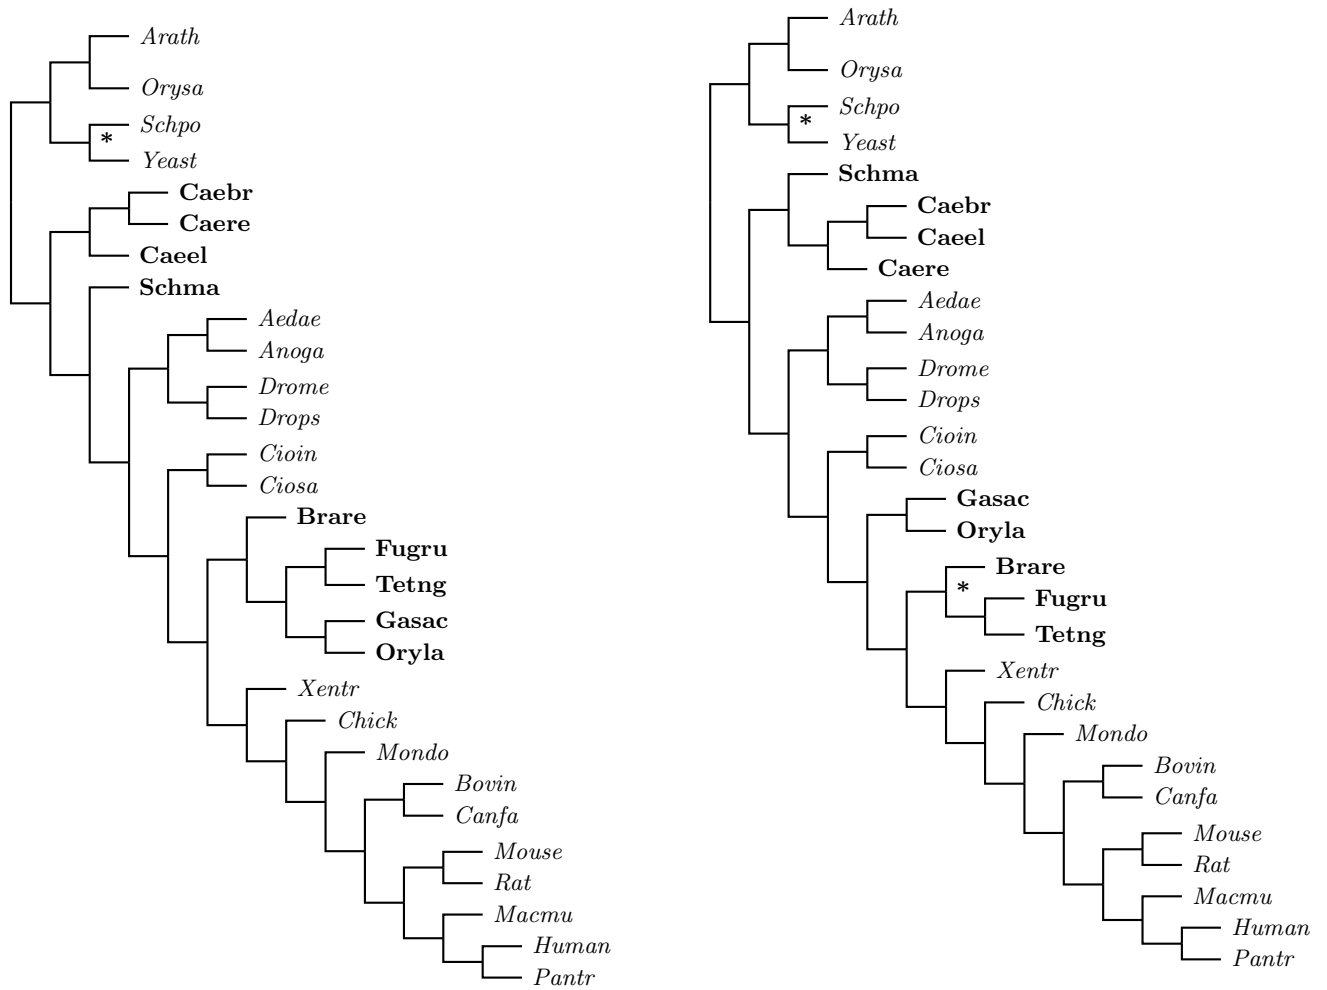 Arath
Orysa
Schpo
*
Yeast
Caebr
Caere
Caeel
Schma
Aedae
Anoga
Drome
Drops
Cioin
Ciosa
Brare
Fugru
Tetng
Gasac
Oryla
Xentr
Chick
Mondo
Bovin
Canfa
Mouse
Rat
Macmu
Human
Pantr
Arath
Orysa
Schpo
*
Yeast
Schma
Caebr
Caeel
Caere
Aedae
Anoga
Drome
Drops
Cioin
Ciosa
Gasac
Oryla
Brare
*
Fugru
Tetng
Xentr
Chick
Mondo
Bovin
Canfa
Mouse
Rat
Macmu
Human
Pantr